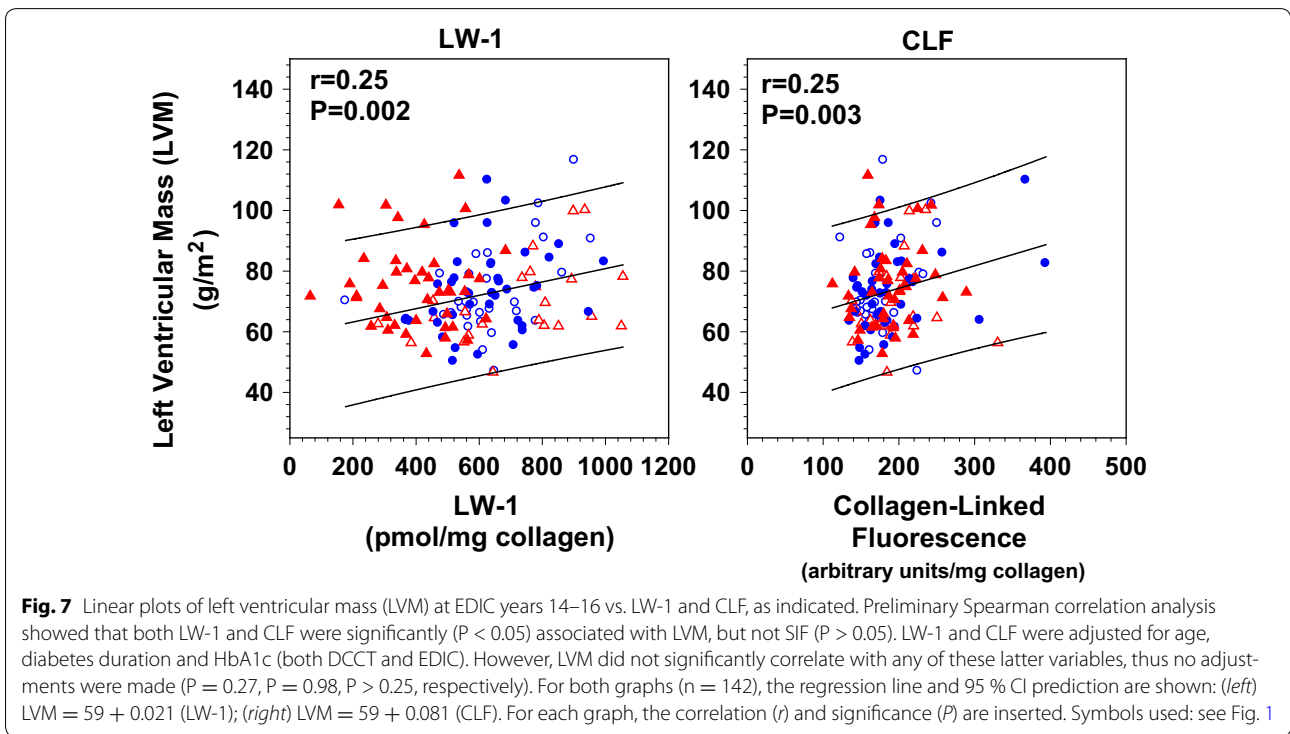 LW-1
CLF
r=0.25
P=0.002
r=0.25
P=0.003
Left Ventricular Mass (LVM)
(g/m²)
140
120
100
80
60
40
140
120
100
80
60
40
0 200 400 600 800 1000 1200
0 100 200 300 400 500
LW-1
(pmol/mg collagen)
Collagen-Linked
Fluorescence
(arbitrary units/mg collagen)
Fig. 7 Linear plots of left ventricular mass (LVM) at EDIC years 14–16 vs. LW-1 and CLF, as indicated. Preliminary Spearman correlation analysis
showed that both LW-1 and CLF were significantly (P < 0.05) associated with LVM, but not SIF (P > 0.05). LW-1 and CLF were adjusted for age,
diabetes duration and HbA1c (both DCCT and EDIC). However, LVM did not significantly correlate with any of these latter variables, thus no adjust-
ments were made (P = 0.27, P = 0.98, P > 0.25, respectively). For both graphs (n = 142), the regression line and 95 % CI prediction are shown: (left)
LVM = 59 + 0.021 (LW-1); (right) LVM = 59 + 0.081 (CLF). For each graph, the correlation (r) and significance (P) are inserted. Symbols used: see Fig. 1